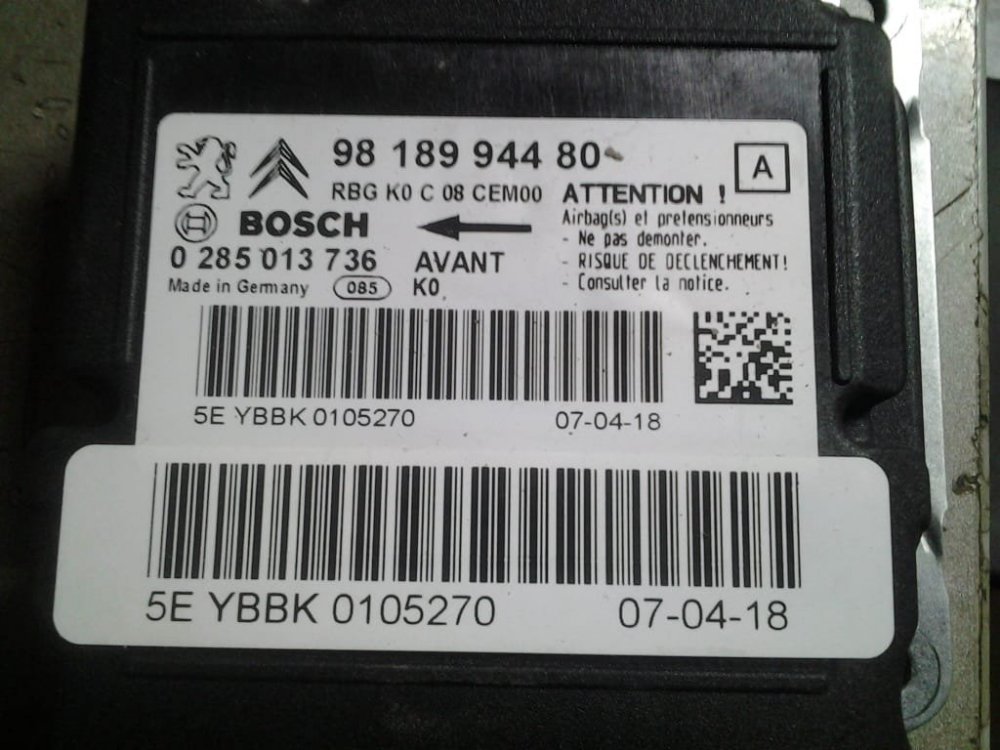 98 189 944 80
A
RBG K0 C 08 CEM00
ATTENTION !
BOSCH
Airbag(s) et pretensionneurs
- Ne pas demonter.
0 285 013 736
AVANT
- RISQUE DE DECLENCHEMENT!
Made in Germany
085
K0
- Consulter la notice.
5E YBBK 0105270
07-04-18
5E YBBK 0105270
07-04-18